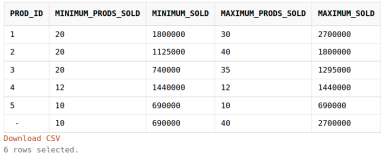 PROD_ID MINIMUM_PRODS_SOLD MINIMUM_SOLD MAXIMUM_PRODS_SOLD MAXIMUM_SOLD
1 20 1800000 30 2700000
2 20 1125000 40 1800000
3 20 740000 35 1295000
4 12 1440000 12 1440000
5 10 690000 10 690000
- 10 690000 40 2700000
Download CSV
6 rows selected.